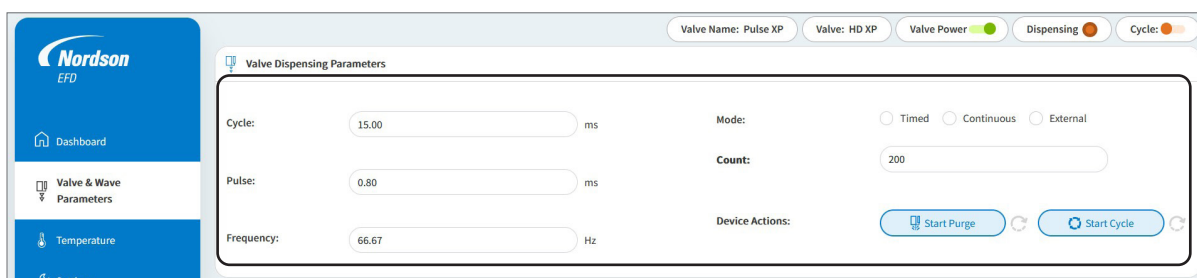 Nordson
EFD
Valve Name: Pulse XP
Valve: HD XP
Valve Power
Dispensing
Cycle:
Valve Dispensing Parameters
Cycle: 15.00 ms
Mode: Timed Continuous External
Count: 200
Pulse: 0.80 ms
Device Actions: Start Purge Start Cycle
Frequency: 66.67 Hz
Dashboard
Valve & Wave
Parameters
Temperature